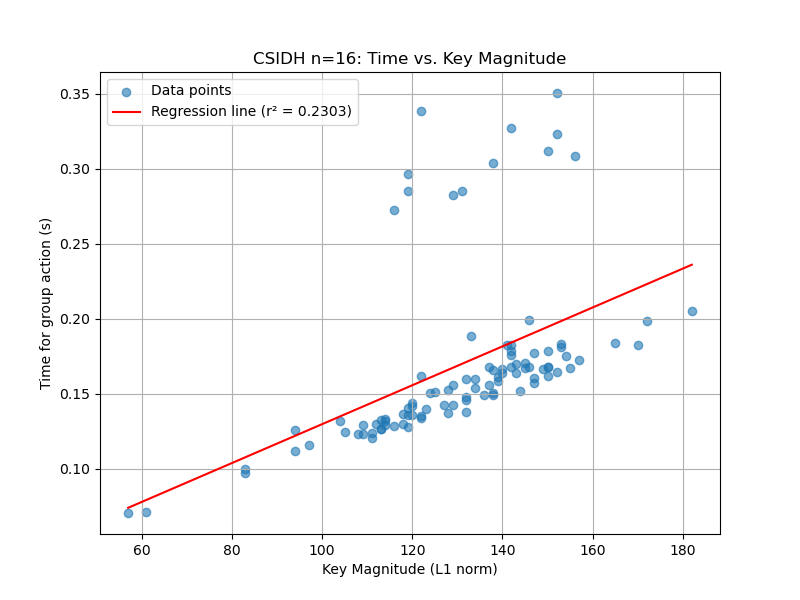 CSIDH n=16: Time vs. Key Magnitude
Data points
Regression line (r² = 0.2303)
0.35
0.30
0.25
0.20
0.15
0.10
Time for group action (s)
60 80 100 120 140 160 180
Key Magnitude (L1 norm)